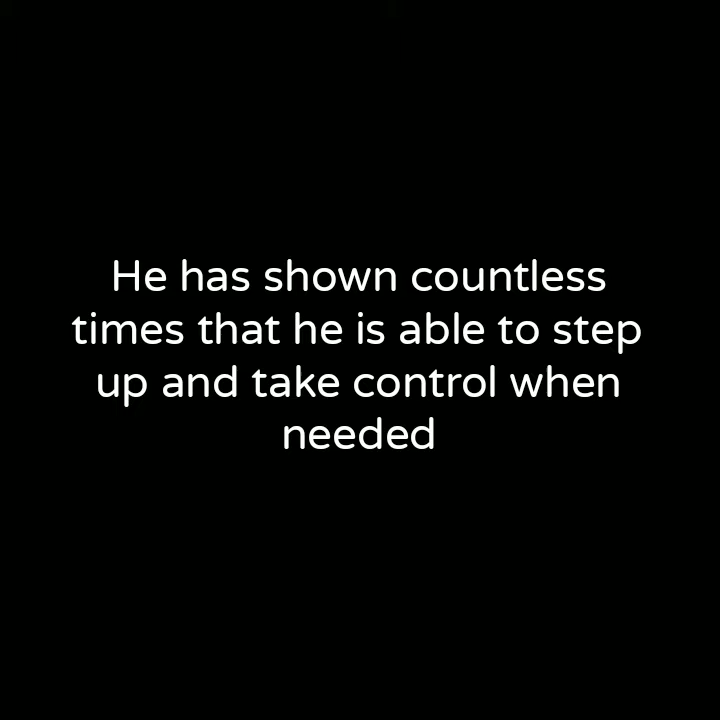 He has shown countless
times that he is able to step
up and take control when
needed